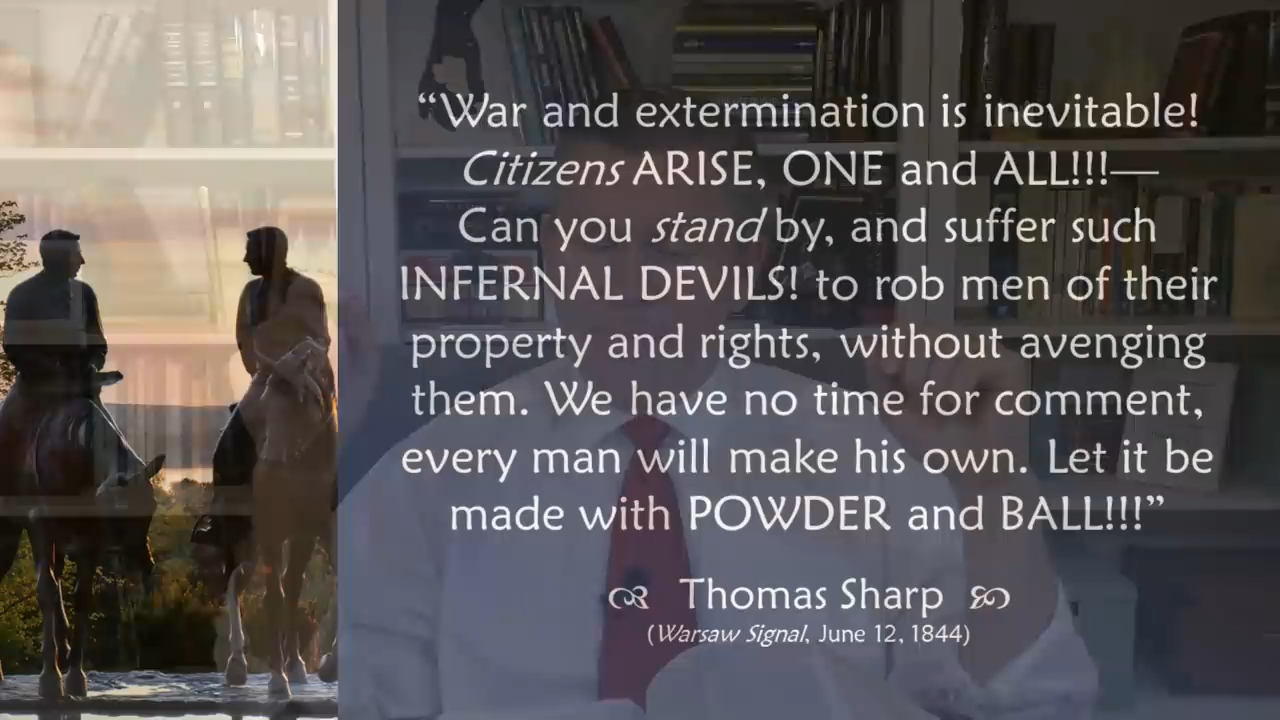 “War and extermination is inevitable!
Citizens ARISE, ONE and ALL!!!—
Can you stand by, and suffer such
INFERNAL DEVILS! to rob men of their
property and rights, without avenging
them. We have no time for comment,
every man will make his own. Let it be
made with POWDER and BALL!!!”
Thomas Sharp
(Warsaw Signal, June 12, 1844)